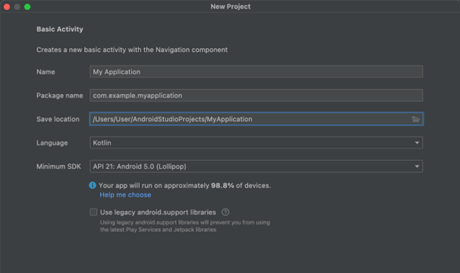 New Project
Basic Activity
Creates a new basic activity with the Navigation component
Name
My Application
Package name
com.example.myapplication
Save location
/Users/User/AndroidStudioProjects/MyApplication
Language
Kotlin
Minimum SDK
API 21: Android 5.0 (Lollipop)
Your app will run on approximately 98.8% of devices.
Help me choose
Use legacy android.support libraries
Using legacy android.support libraries will prevent you from using
the latest Play Services and Jetpack libraries